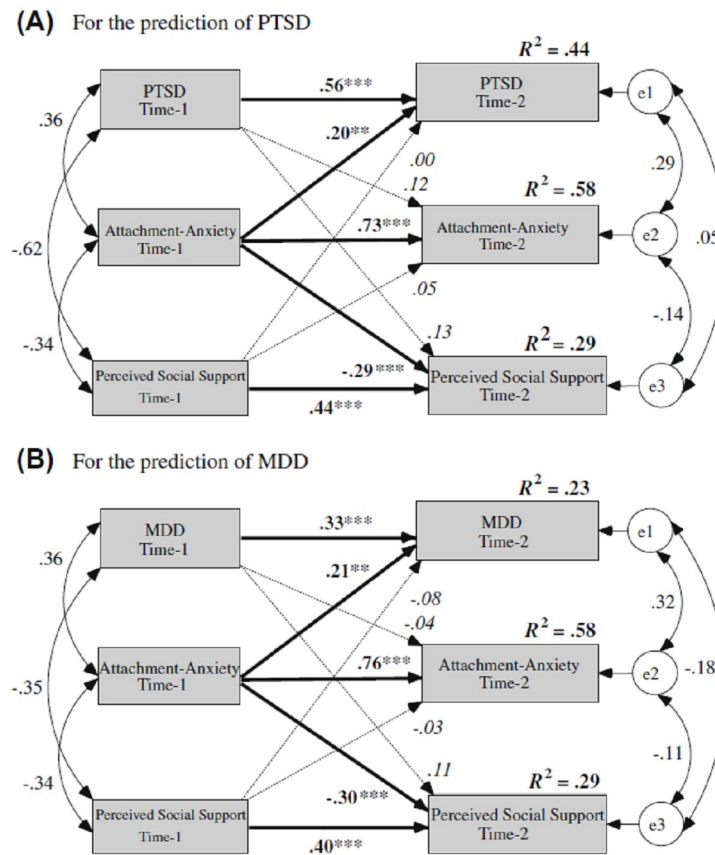 (A) For the prediction of PTSD
R² = .44
PTSD
Time-1
.56***
PTSD
Time-2
e1
.36
.20**
.00
.12
.29
R² = .58
Attachment-Anxiety
Time-1
.73***
Attachment-Anxiety
Time-2
e2
-.62
.05
.05
-.34
.13
-.14
R² = .29
Perceived Social Support
Time-1
-.29***
.44***
Perceived Social Support
Time-2
e3
(B) For the prediction of MDD
R² = .23
MDD
Time-1
.33***
MDD
Time-2
e1
.36
.21**
-.08
-.04
.32
R² = .58
Attachment-Anxiety
Time-1
.76***
Attachment-Anxiety
Time-2
e2
-.18
-.35
-.03
-.34
.11
-.11
R² = .29
Perceived Social Support
Time-1
-.30***
.40***
Perceived Social Support
Time-2
e3